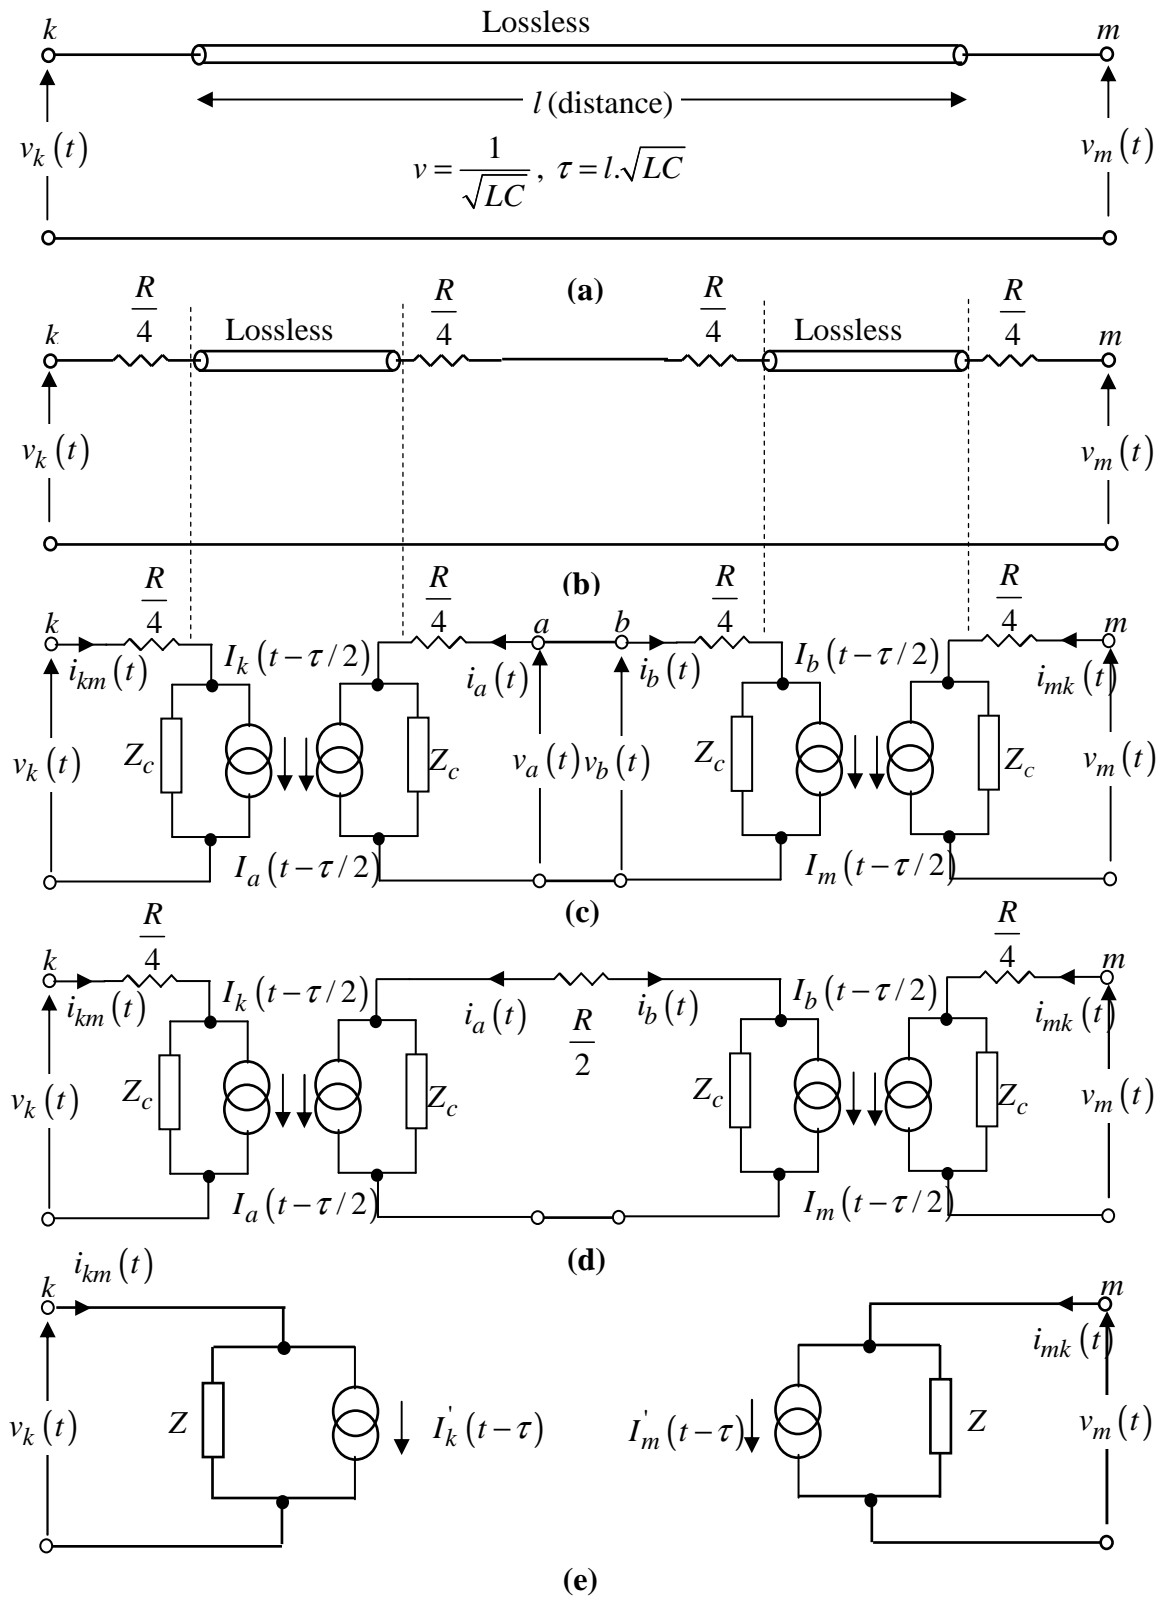 Lossless
k m
l (distance)
v_k(t) v = 1/√(LC) , τ = l.√(LC) v_m(t)
(a)
R/4 R/4 R/4 R/4
k Lossless Lossless m
v_k(t) v_m(t)
(b)
R/4 R/4 R/4 R/4
k a b m
i_km(t) I_k(t−τ/2) i_a(t) i_b(t) I_b(t−τ/2) i_mk(t)
v_k(t) Z_c Z_c v_a(t) v_b(t) Z_c Z_c v_m(t)
I_a(t−τ/2) I_m(t−τ/2)
(c)
R/4 R/4
k m
i_km(t) I_k(t−τ/2) i_a(t) R/2 i_b(t) I_b(t−τ/2) i_mk(t)
v_k(t) Z_c Z_c Z_c Z_c v_m(t)
I_a(t−τ/2) I_m(t−τ/2)
(d)
k i_km(t) m
i_mk(t)
v_k(t) Z I'_k(t−τ) I'_m(t−τ) Z v_m(t)
(e)